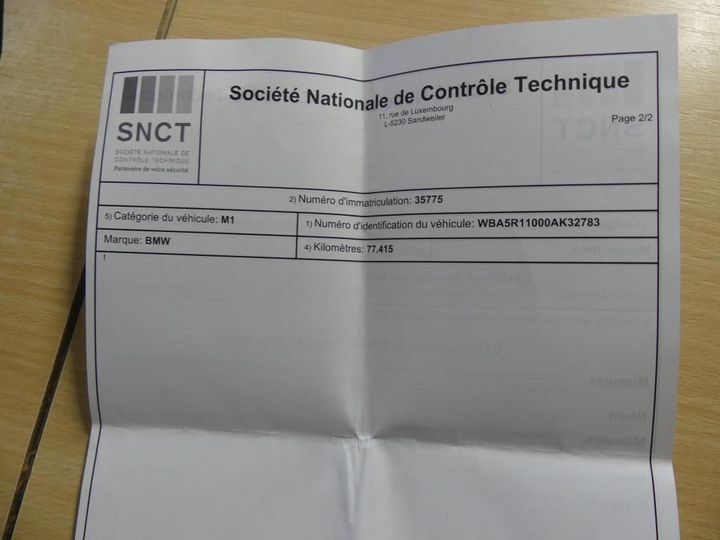 SNCT
SOCIÉTÉ NATIONALE DE
CONTRÔLE TECHNIQUE
Partenaire de votre sécurité
Société Nationale de Contrôle Technique
11, rue de Luxembourg
L-5230 Sandweiler
Page 2/2
2) Numéro d'immatriculation: 35775
5) Catégorie du véhicule: M1
1) Numéro d'identification du véhicule: WBA5R11000AK32783
Marque: BMW
4) Kilomètres: 77.415